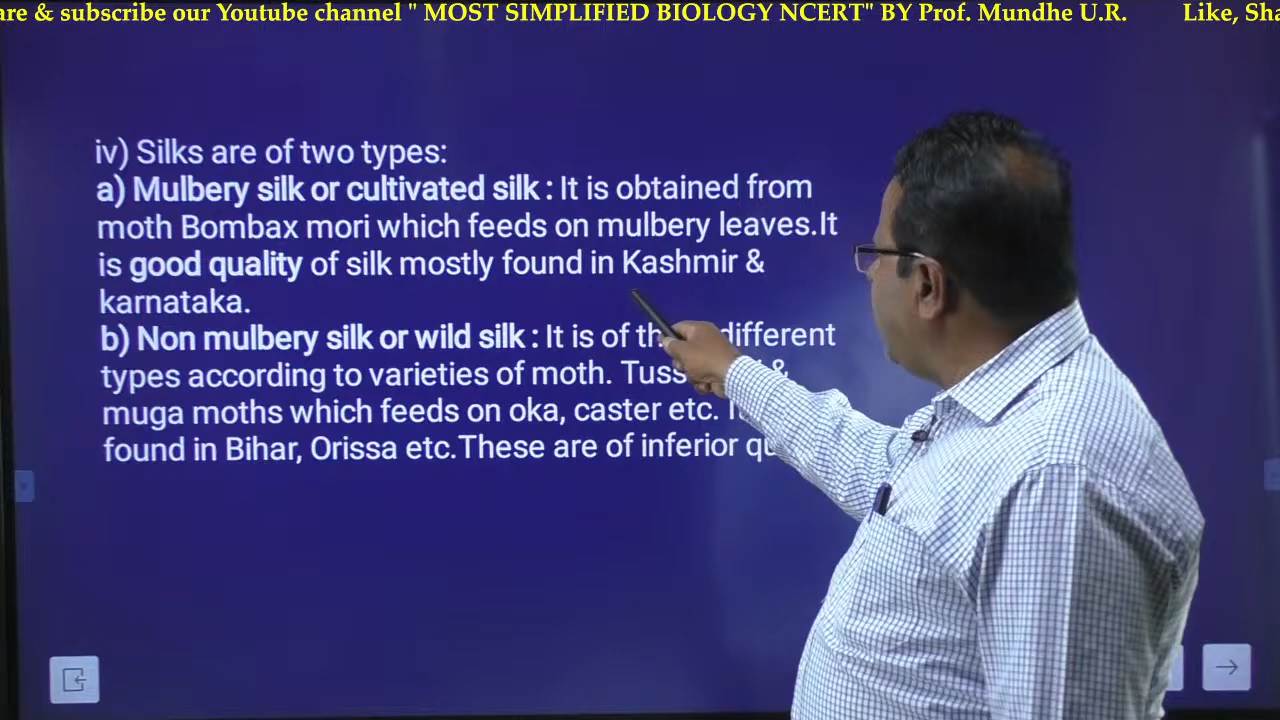 are & subscribe our Youtube channel " MOST SIMPLIFIED BIOLOGY NCERT" BY Prof. Mundhe U.R. Like, Sha
iv) Silks are of two types:
a) Mulbery silk or cultivated silk : It is obtained from
moth Bombax mori which feeds on mulbery leaves.It
is good quality of silk mostly found in Kashmir &
karnataka.
b) Non mulbery silk or wild silk : It is of different
types according to varieties of moth. &
muga moths which feeds on oka, caster etc.
found in Bihar, Orissa etc.These are of inferior